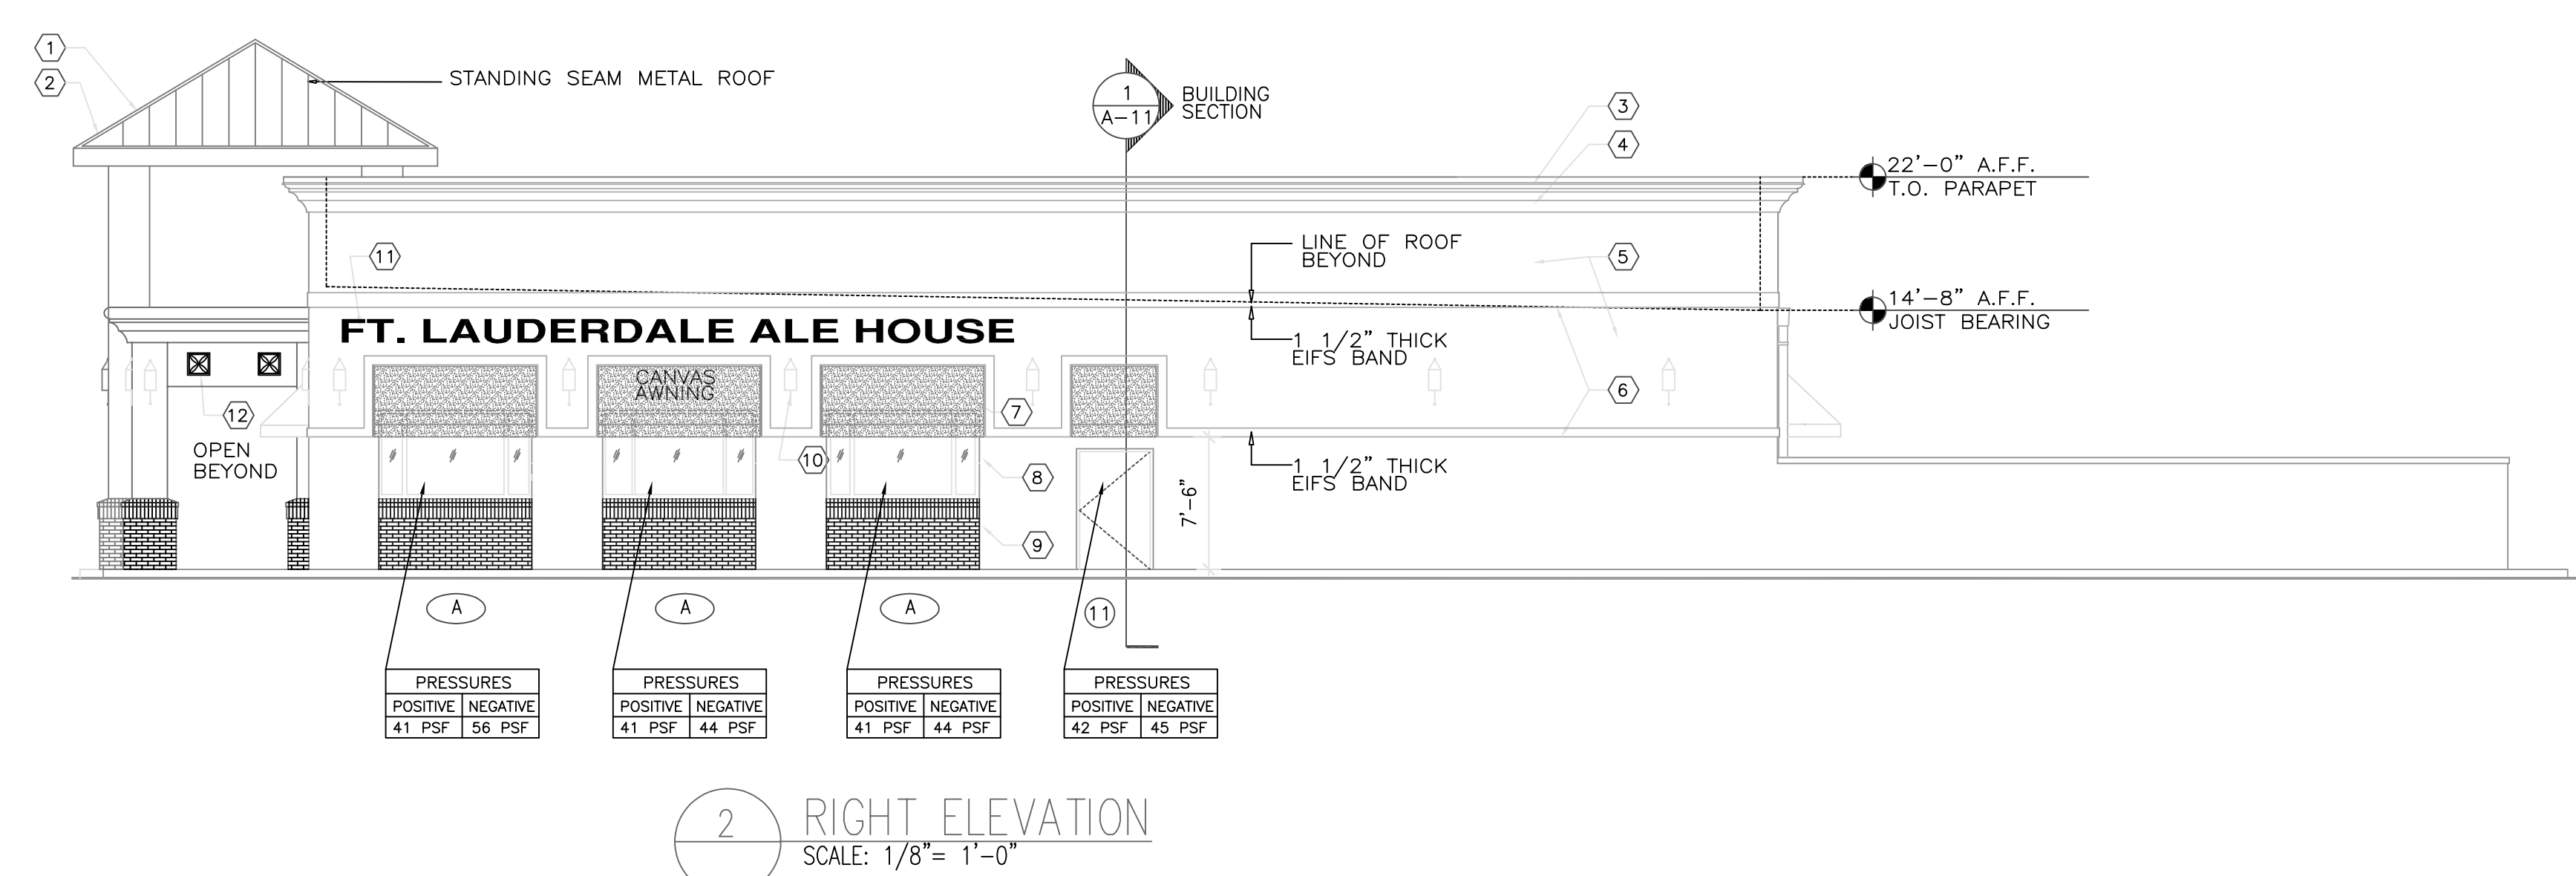 1
2
STANDING SEAM METAL ROOF
1
A-11
BUILDING
SECTION
3
4
22'-0" A.F.F.
T.O. PARAPET
11
LINE OF ROOF
BEYOND
5
14'-8" A.F.F.
JOIST BEARING
FT. LAUDERDALE ALE HOUSE
1 1/2" THICK
EIFS BAND
CANVAS
AWNING
6
7
12
OPEN
BEYOND
10
8
1 1/2" THICK
EIFS BAND
7'-6"
9
A
A
A
11
PRESSURES
POSITIVE NEGATIVE
41 PSF 56 PSF
PRESSURES
POSITIVE NEGATIVE
41 PSF 44 PSF
PRESSURES
POSITIVE NEGATIVE
41 PSF 44 PSF
PRESSURES
POSITIVE NEGATIVE
42 PSF 45 PSF
2
RIGHT ELEVATION
SCALE: 1/8"= 1'-0"